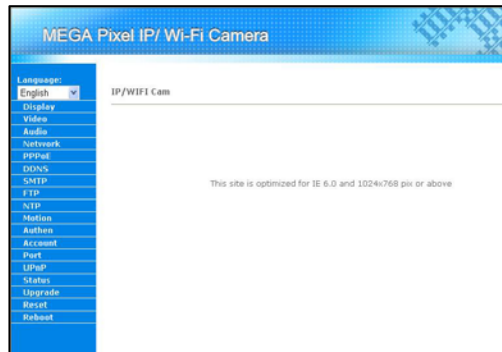 MEGA Pixel IP/ Wi-Fi Camera
Language:
English
Display
Video
Audio
Network
PPPoE
DDNS
SMTP
FTP
NTP
Motion
Authen
Account
Port
UPnP
Status
Upgrade
Reset
Reboot
IP/WIFI Cam
This site is optimized for IE 6.0 and 1024x768 pix or above